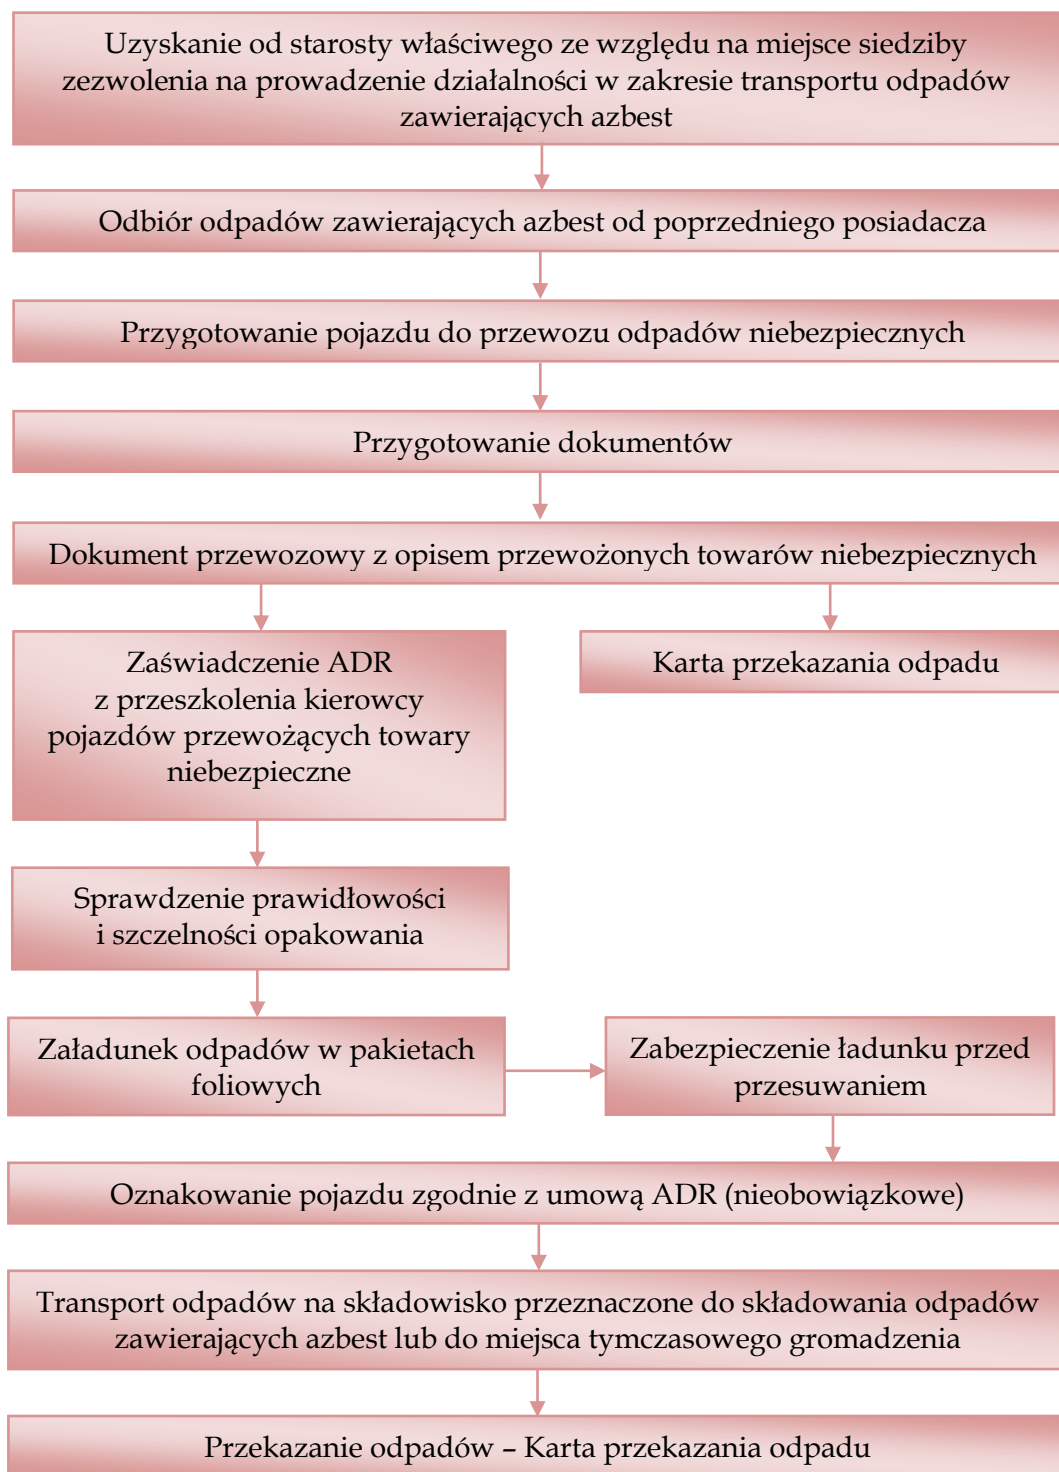 Uzyskanie od starosty właściwego ze względu na miejsce siedziby
zezwolenia na prowadzenie działalności w zakresie transportu odpadów
zawierających azbest
Odbiór odpadów zawierających azbest od poprzedniego posiadacza
Przygotowanie pojazdu do przewozu odpadów niebezpiecznych
Przygotowanie dokumentów
Dokument przewozowy z opisem przewożonych towarów niebezpiecznych
Zaświadczenie ADR
z przeszkolenia kierowcy
pojazdów przewożących towary
niebezpieczne
Karta przekazania odpadu
Sprawdzenie prawidłowości
i szczelności opakowania
Załadunek odpadów w pakietach
foliowych
Zabezpieczenie ładunku przed
przesuwaniem
Oznakowanie pojazdu zgodnie z umową ADR (nieobowiązkowe)
Transport odpadów na składowisko przeznaczone do składowania odpadów
zawierających azbest lub do miejsca tymczasowego gromadzenia
Przekazanie odpadów – Karta przekazania odpadu